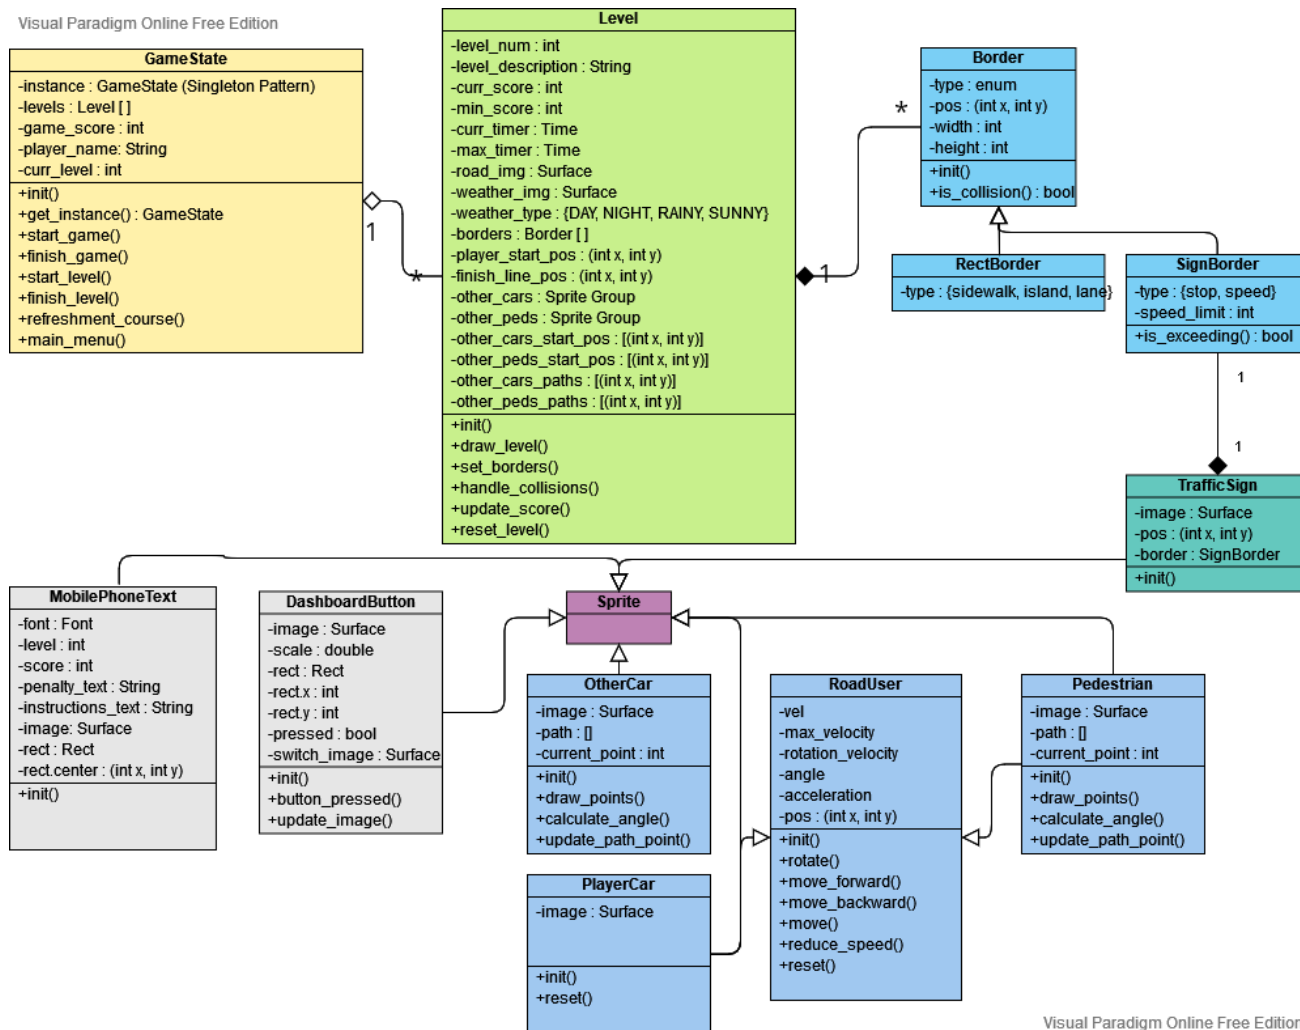 Visual Paradigm Online Free Edition
GameState
-instance : GameState (Singleton Pattern)
-levels : Level [ ]
-game_score : int
-player_name: String
-curr_level : int
+init()
+get_instance() : GameState
+start_game()
+finish_game()
+start_level()
+finish_level()
+refreshment_course()
+main_menu()
1
*
Level
-level_num : int
-level_description : String
-curr_score : int
-min_score : int
-curr_timer : Time
-max_timer : Time
-road_img : Surface
-weather_img : Surface
-weather_type : {DAY, NIGHT, RAINY, SUNNY}
-borders : Border [ ]
-player_start_pos : (int x, int y)
-finish_line_pos : (int x, int y)
-other_cars : Sprite Group
-other_peds : Sprite Group
-other_cars_start_pos : [(int x, int y)]
-other_peds_start_pos : [(int x, int y)]
-other_cars_paths : [(int x, int y)]
-other_peds_paths : [(int x, int y)]
+init()
+draw_level()
+set_borders()
+handle_collisions()
+update_score()
+reset_level()
1
*
Border
-type : enum
-pos : (int x, int y)
-width : int
-height : int
+init()
+is_collision() : bool
RectBorder
-type : {sidewalk, island, lane}
SignBorder
-type : {stop, speed}
-speed_limit : int
+is_exceeding() : bool
1
1
TrafficSign
-image : Surface
-pos : (int x, int y)
-border : SignBorder
+init()
MobilePhoneText
-font : Font
-level : int
-score : int
-penalty_text : String
-instructions_text : String
-image: Surface
-rect : Rect
-rect.center : (int x, int y)
+init()
DashboardButton
-image : Surface
-scale : double
-rect : Rect
-rect.x : int
-rect.y : int
-pressed : bool
-switch_image : Surface
+init()
+button_pressed()
+update_image()
Sprite
OtherCar
-image : Surface
-path : []
-current_point : int
+init()
+draw_points()
+calculate_angle()
+update_path_point()
RoadUser
-vel
-max_velocity
-rotation_velocity
-angle
-acceleration
-pos : (int x, int y)
+init()
+rotate()
+move_forward()
+move_backward()
+move()
+reduce_speed()
+reset()
Pedestrian
-image : Surface
-path : []
-current_point : int
+init()
+draw_points()
+calculate_angle()
+update_path_point()
PlayerCar
-image : Surface
+init()
+reset()
Visual Paradigm Online Free Edition